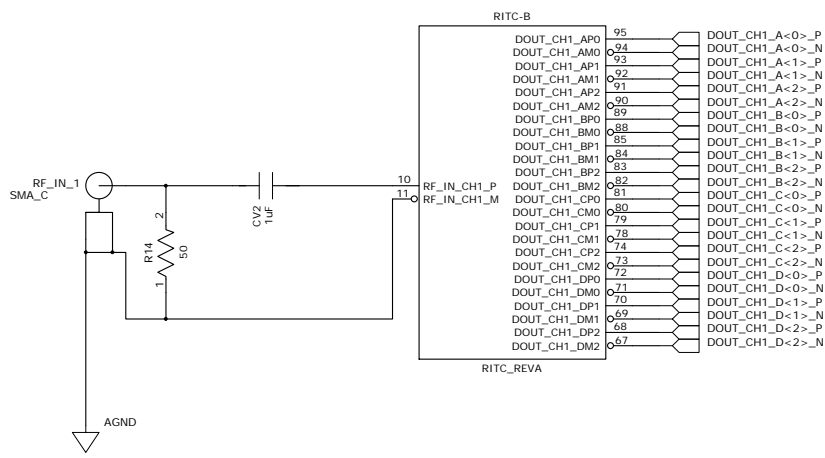 RITC-B
RF_IN_1
SMA_C
2
R14
50
1
CV2
1uF
10
11
RF_IN_CH1_P
RF_IN_CH1_M
DOUT_CH1_AP0 95 DOUT_CH1_A<0>_P
DOUT_CH1_AM0 94 DOUT_CH1_A<0>_N
DOUT_CH1_AP1 93 DOUT_CH1_A<1>_P
DOUT_CH1_AM1 92 DOUT_CH1_A<1>_N
DOUT_CH1_AP2 91 DOUT_CH1_A<2>_P
DOUT_CH1_AM2 90 DOUT_CH1_A<2>_N
DOUT_CH1_BP0 89 DOUT_CH1_B<0>_P
DOUT_CH1_BM0 88 DOUT_CH1_B<0>_N
DOUT_CH1_BP1 85 DOUT_CH1_B<1>_P
DOUT_CH1_BM1 84 DOUT_CH1_B<1>_N
DOUT_CH1_BP2 83 DOUT_CH1_B<2>_P
DOUT_CH1_BM2 82 DOUT_CH1_B<2>_N
DOUT_CH1_CP0 81 DOUT_CH1_C<0>_P
DOUT_CH1_CM0 80 DOUT_CH1_C<0>_N
DOUT_CH1_CP1 79 DOUT_CH1_C<1>_P
DOUT_CH1_CM1 78 DOUT_CH1_C<1>_N
DOUT_CH1_CP2 74 DOUT_CH1_C<2>_P
DOUT_CH1_CM2 73 DOUT_CH1_C<2>_N
DOUT_CH1_DP0 72 DOUT_CH1_D<0>_P
DOUT_CH1_DM0 71 DOUT_CH1_D<0>_N
DOUT_CH1_DP1 70 DOUT_CH1_D<1>_P
DOUT_CH1_DM1 69 DOUT_CH1_D<1>_N
DOUT_CH1_DP2 68 DOUT_CH1_D<2>_P
DOUT_CH1_DM2 67 DOUT_CH1_D<2>_N
RITC_REVA
AGND